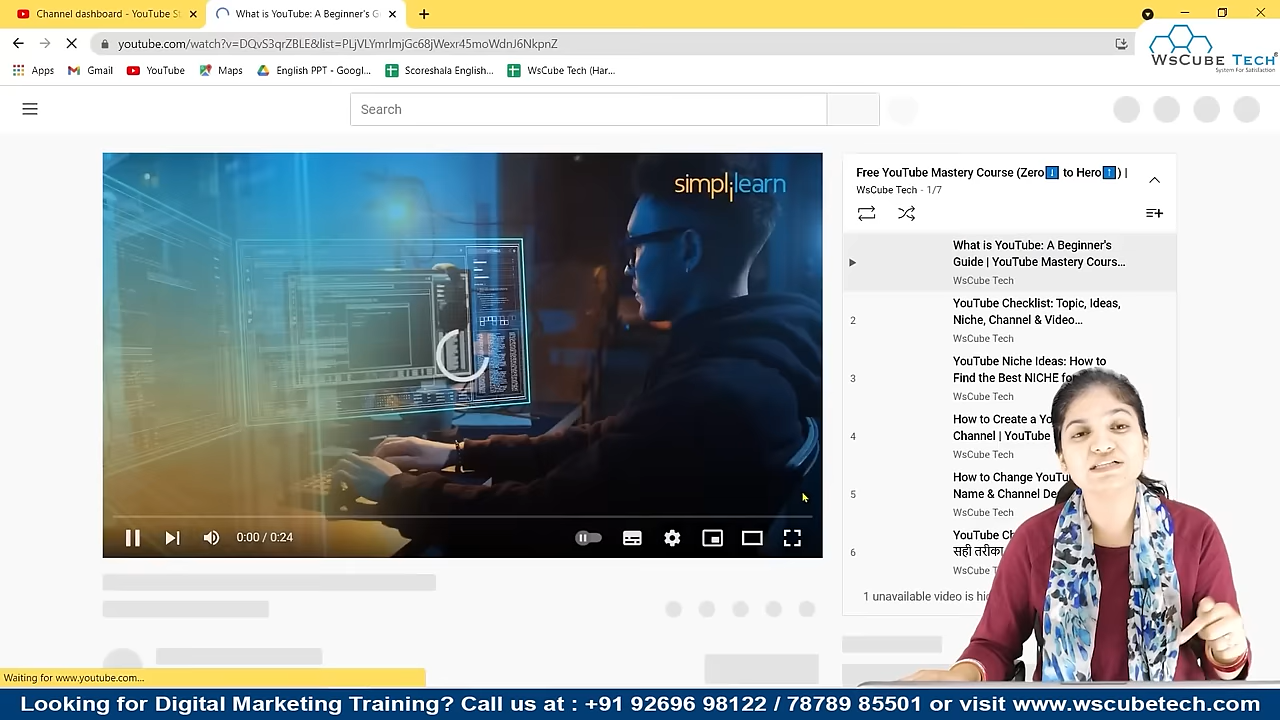 Channel dashboard - YouTube St
What is YouTube: A Beginner's G
youtube.com/watch?v=DQvS3qrZBLE&list=PLjVLYmrlmjGc68JWexr45moWdnJ6NkpnZ
Apps
Gmail
YouTube
Maps
English PPT - Googl...
Scoreshala English...
WsCube Tech (Har...
WSCUBE TECH
System For Satisfaction
Search
simplilearn
Free YouTube Mastery Course (Zero⬇ to Hero⬆) |
WsCube Tech - 1/7
What is YouTube: A Beginner's
Guide | YouTube Mastery Cours...
WsCube Tech
2
YouTube Checklist: Topic, Ideas,
Niche, Channel & Video...
WsCube Tech
3
YouTube Niche Ideas: How to
Find the Best NICHE fo
WsCube Tech
4
How to Create a Yo
Channel | YouTube
WsCube Tech
5
How to Change YouTu
Name & Channel De
WsCube Tech
6
YouTube Ch
सही तरीका
WsCube T
1 unavailable video is hi
0:00 / 0:24
Waiting for www.youtube.com...
Looking for Digital Marketing Training? Call us at : +91 92696 98122 / 78789 85501 or visit www.wscubetech.com